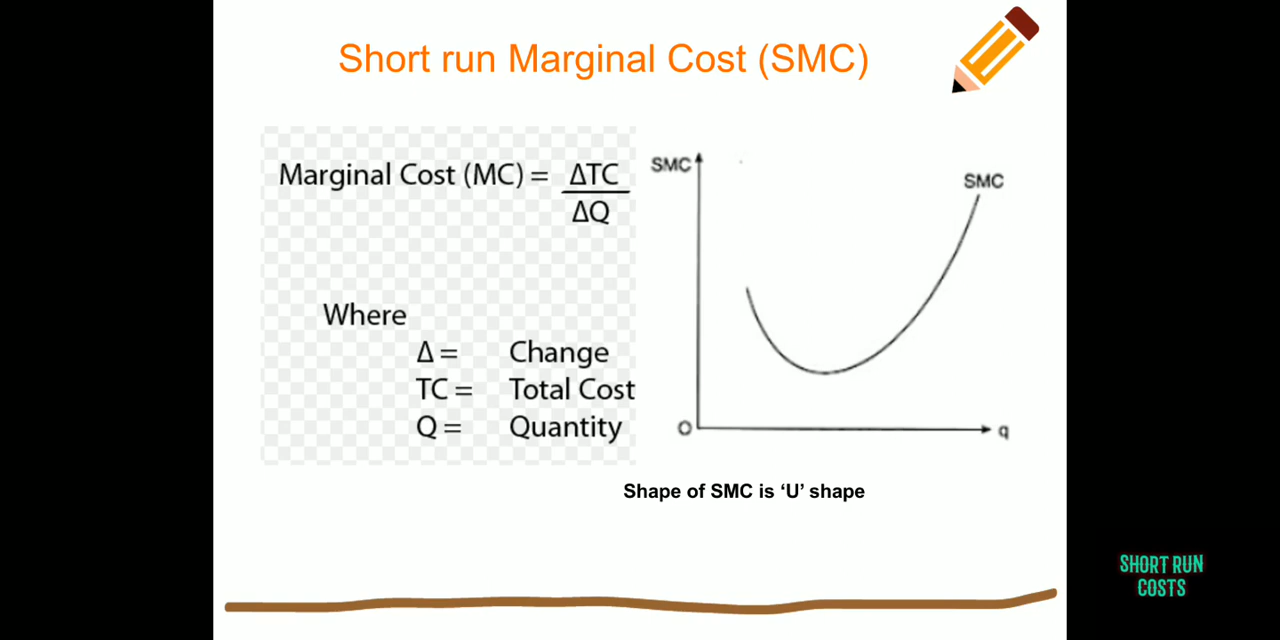 Short run Marginal Cost (SMC)
Marginal Cost (MC) = ΔTC
ΔQ
Where
Δ = Change
TC = Total Cost
Q = Quantity
SMC
SMC
O
q
Shape of SMC is ‘U’ shape
SHORT RUN
COSTS